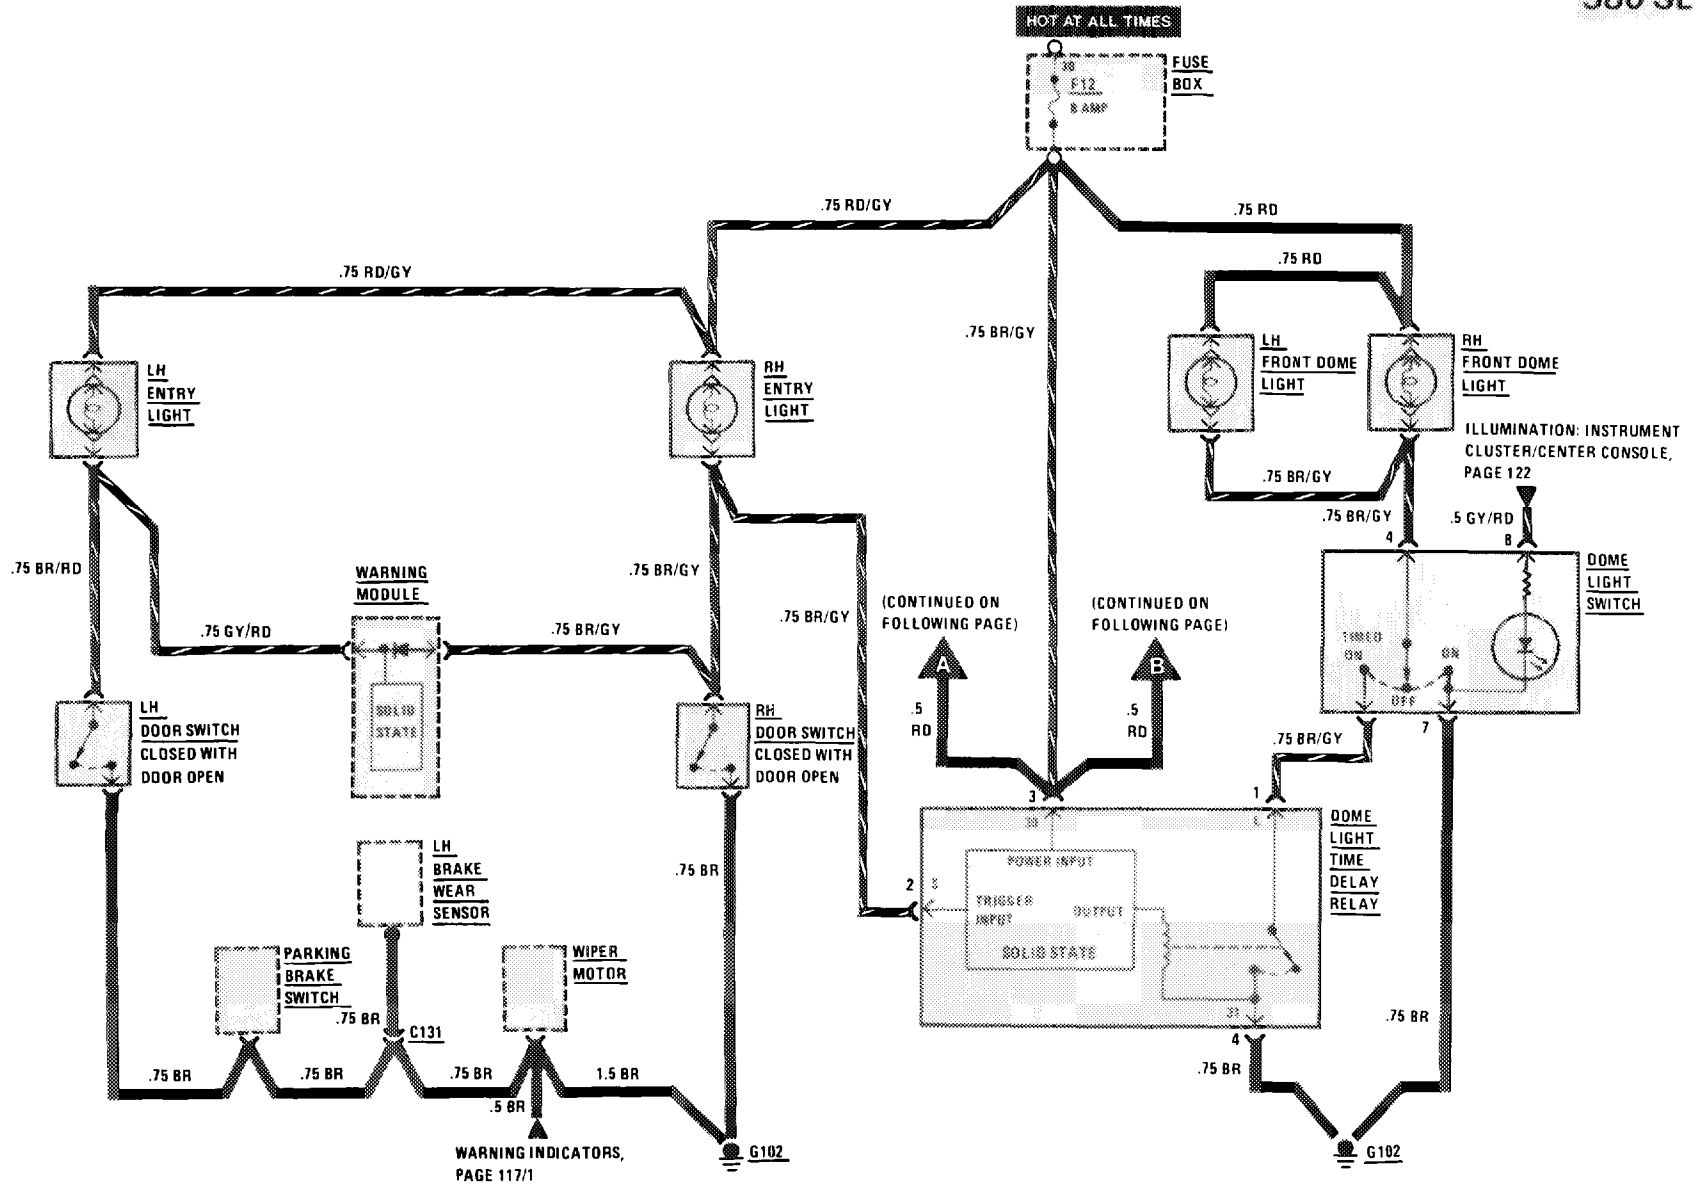 380 SL
HOT AT ALL TIMES
30
F12
8 AMP
FUSE
BOX
.75 RD/GY
.75 RD
.75 RD/GY
.75 RD
.75 BR/GY
LH
ENTRY
LIGHT
RH
ENTRY
LIGHT
LH
FRONT DOME
LIGHT
RH
FRONT DOME
LIGHT
ILLUMINATION: INSTRUMENT
CLUSTER/CENTER CONSOLE,
PAGE 122
.75 BR/GY
.75 BR/GY
.5 GY/RD
4
8
.75 BR/RD
WARNING
MODULE
.75 BR/GY
.75 GY/RD
.75 BR/GY
.75 BR/GY
(CONTINUED ON
FOLLOWING PAGE)
(CONTINUED ON
FOLLOWING PAGE)
A
B
DOME
LIGHT
SWITCH
TIMED
ON
ON
OFF
.5
RD
.5
RD
SOLID
STATE
LH
DOOR SWITCH
CLOSED WITH
DOOR OPEN
RH
DOOR SWITCH
CLOSED WITH
DOOR OPEN
.75 BR/GY
7
3
1
30
L
DOME
LIGHT
TIME
DELAY
RELAY
POWER INPUT
2
S
TRIGGER
INPUT
OUTPUT
SOLID STATE
31
4
LH
BRAKE
WEAR
SENSOR
.75 BR
PARKING
BRAKE
SWITCH
WIPER
MOTOR
.75 BR
C131
.75 BR
.75 BR
.75 BR
.75 BR
1.5 BR
.5 BR
.75 BR
WARNING INDICATORS,
PAGE 117/1
G102
G102